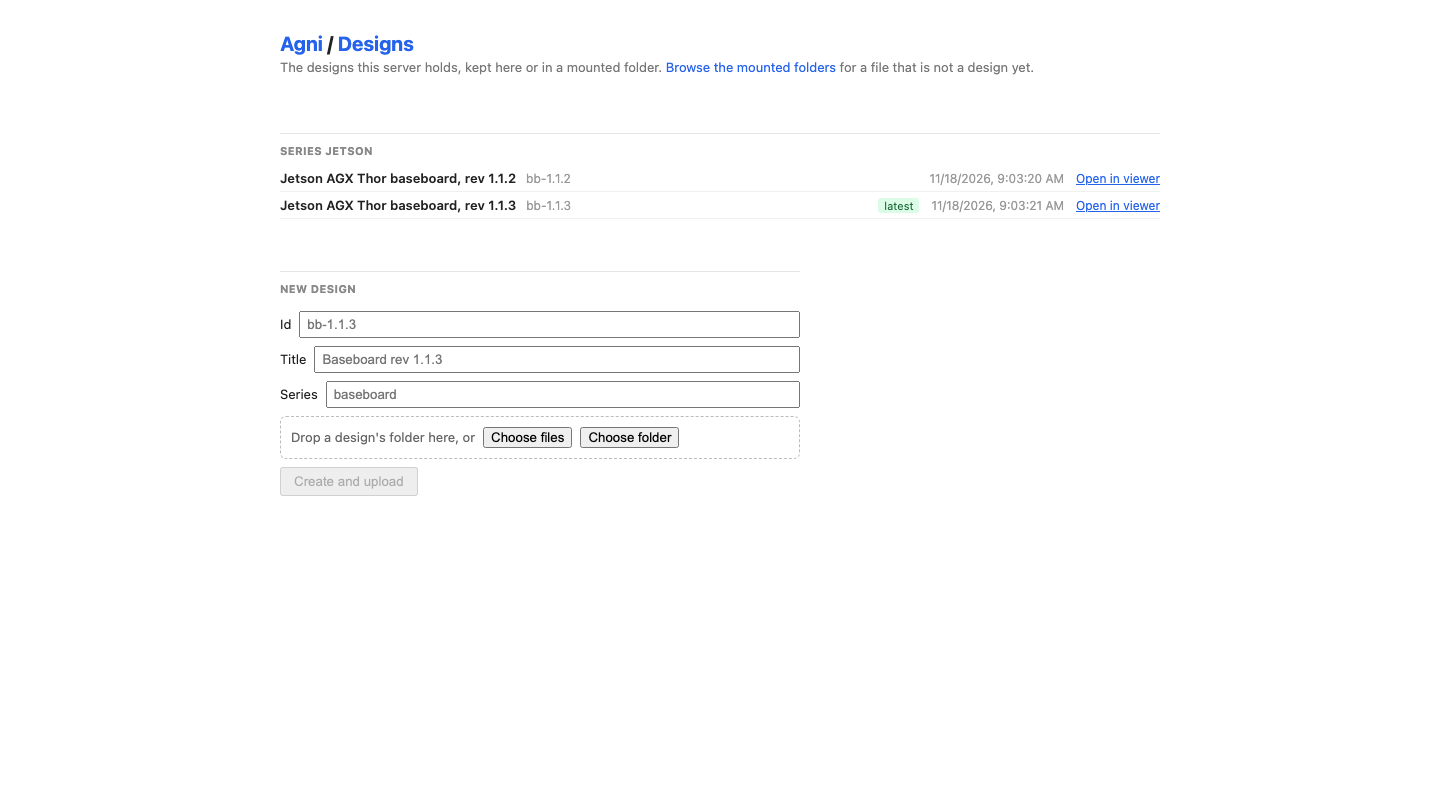 Agni / Designs
The designs this server holds, kept here or in a mounted folder. Browse the mounted folders for a file that is not a design yet.
SERIES JETSON
Jetson AGX Thor baseboard, rev 1.1.2 bb-1.1.2 11/18/2026, 9:03:20 AM Open in viewer
Jetson AGX Thor baseboard, rev 1.1.3 bb-1.1.3 latest 11/18/2026, 9:03:21 AM Open in viewer
NEW DESIGN
Id bb-1.1.3
Title Baseboard rev 1.1.3
Series baseboard
Drop a design's folder here, or Choose files Choose folder
Create and upload